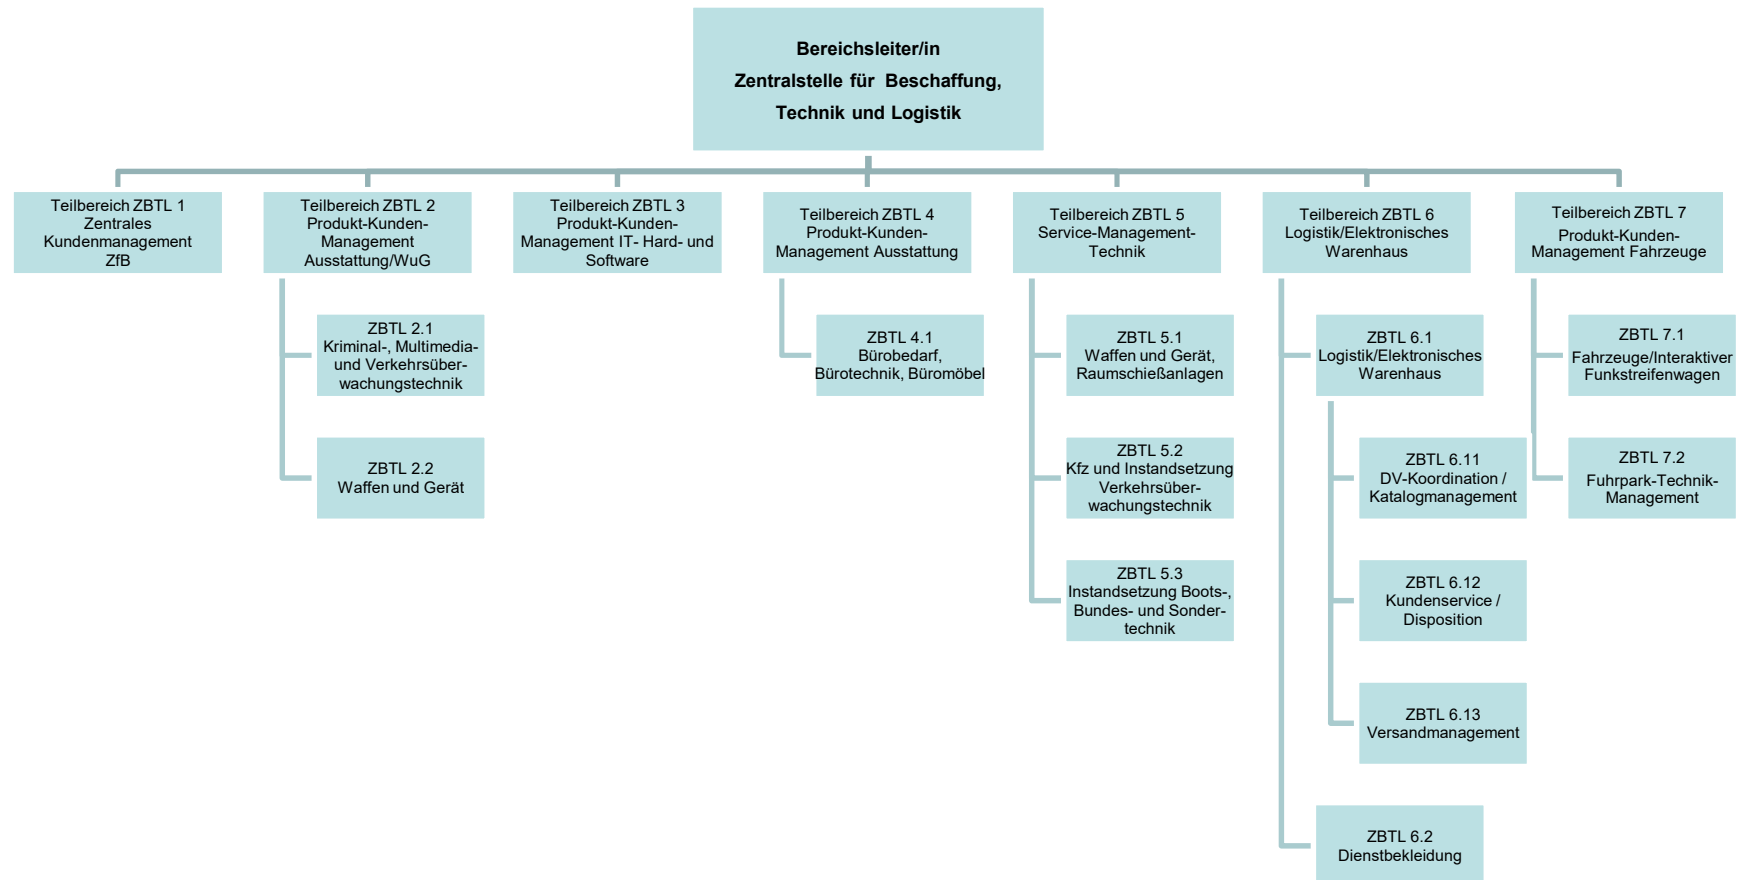 Bereichsleiter/in
Zentralstelle für Beschaffung,
Technik und Logistik
Teilbereich ZBTL 1
Zentrales
Kundenmanagement
ZfB
Teilbereich ZBTL 2
Produkt-Kunden-
Management
Ausstattung/WuG
Teilbereich ZBTL 3
Produkt-Kunden-
Management IT- Hard- und
Software
Teilbereich ZBTL 4
Produkt-Kunden-
Management Ausstattung
Teilbereich ZBTL 5
Service-Management-
Technik
Teilbereich ZBTL 6
Logistik/Elektronisches
Warenhaus
Teilbereich ZBTL 7
Produkt-Kunden-
Management Fahrzeuge
ZBTL 2.1
Kriminal-, Multimedia-
und Verkehrsüber-
wachungstechnik
ZBTL 2.2
Waffen und Gerät
ZBTL 4.1
Bürobedarf,
Bürotechnik, Büromöbel
ZBTL 5.1
Waffen und Gerät,
Raumschießanlagen
ZBTL 5.2
Kfz und Instandsetzung
Verkehrsüber-
wachungstechnik
ZBTL 5.3
Instandsetzung Boots-,
Bundes- und Sonder-
technik
ZBTL 6.1
Logistik/Elektronisches
Warenhaus
ZBTL 6.11
DV-Koordination /
Katalogmanagement
ZBTL 6.12
Kundenservice /
Disposition
ZBTL 6.13
Versandmanagement
ZBTL 6.2
Dienstbekleidung
ZBTL 7.1
Fahrzeuge/Interaktiver
Funkstreifenwagen
ZBTL 7.2
Fuhrpark-Technik-
Management